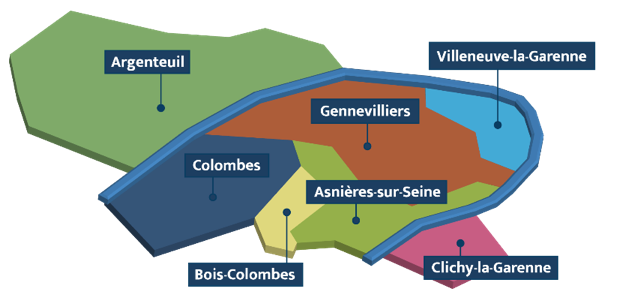 Villeneuve-la-Garenne
Argenteuil
Gennevilliers
Colombes
Asnières-sur-Seine
Bois-Colombes
Clichy-la-Garenne